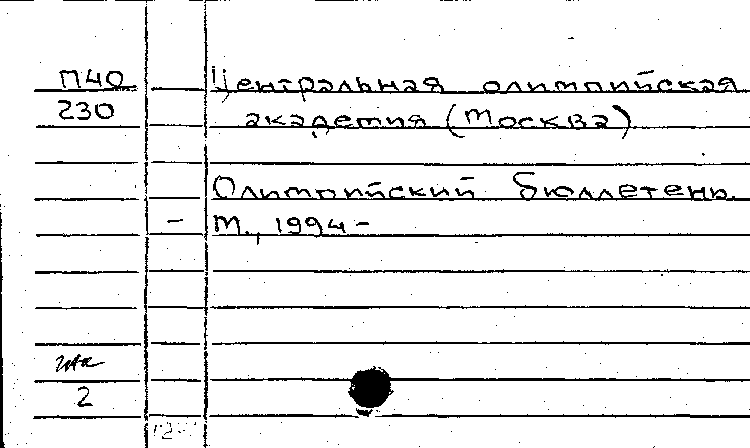 П40
230
Центральная олимпийская
академия (Москва)
Олимпийский бюллетень.
- М., 1994 -
2